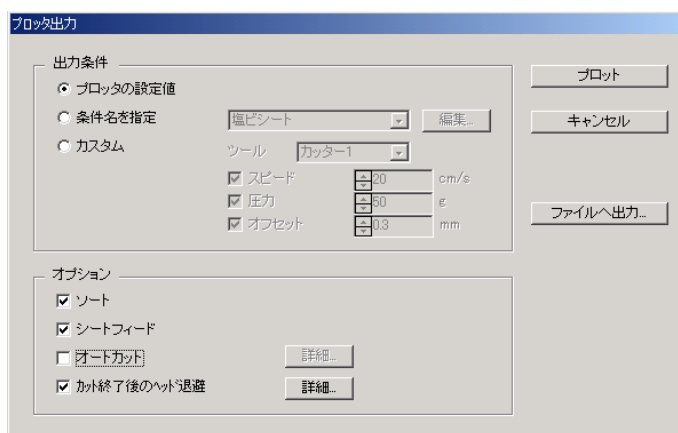 プロッタ出力
出力条件
プロッタの設定値
条件名を指定
塩ビシート
編集...
カスタム
ツール カッター1
スピード 20 cm/s
圧力 50 g
オフセット 0.3 mm
プロット
キャンセル
ファイルへ出力...
オプション
ソート
シートフィード
オートカット 詳細...
カット終了後のヘッド退避 詳細...